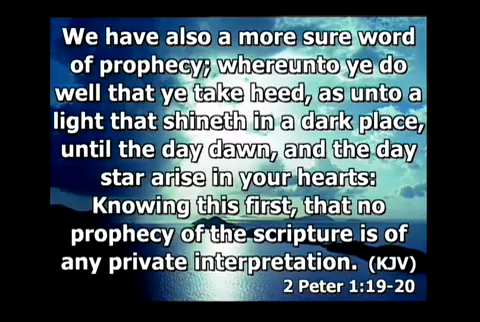 We have also a more sure word
of prophecy; whereunto ye do
well that ye take heed, as unto a
light that shineth in a dark place,
until the day dawn, and the day
star arise in your hearts:
Knowing this first, that no
prophecy of the scripture is of
any private interpretation. (KJV)
2 Peter 1:19-20